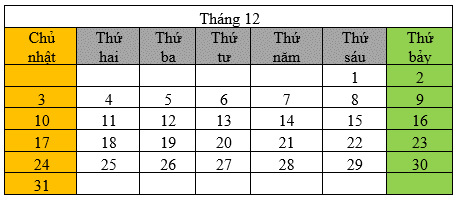 Tháng 12
Chủ nhật Thứ hai Thứ ba Thứ tư Thứ năm Thứ sáu Thứ bảy
1 2
3 4 5 6 7 8 9
10 11 12 13 14 15 16
17 18 19 20 21 22 23
24 25 26 27 28 29 30
31